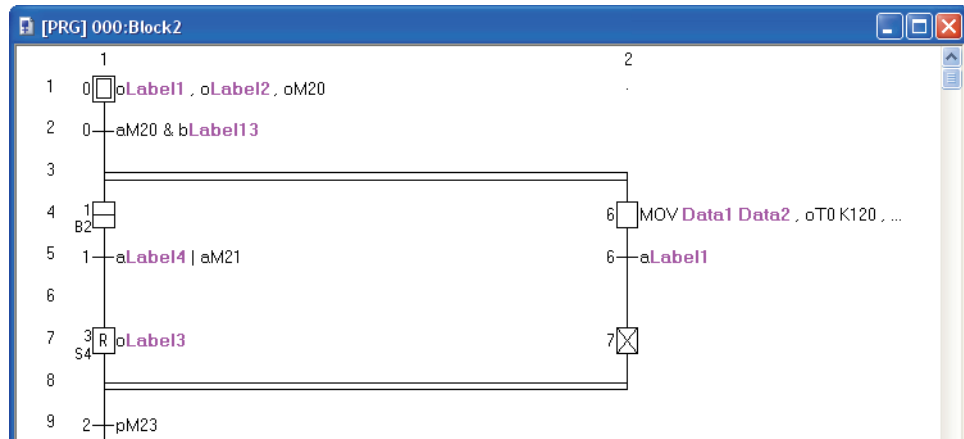 [PRG] 000:Block2
1 2
1 0 oLabel1 , oLabel2 , oM20
2 0 aM20 & bLabel13
3
4 1 B2 6 MOV Data1 Data2 , oT0 K120 , ...
5 1 aLabel4 | aM21 6 aLabel1
6
7 3 S4 R oLabel3 7
8
9 2 pM23